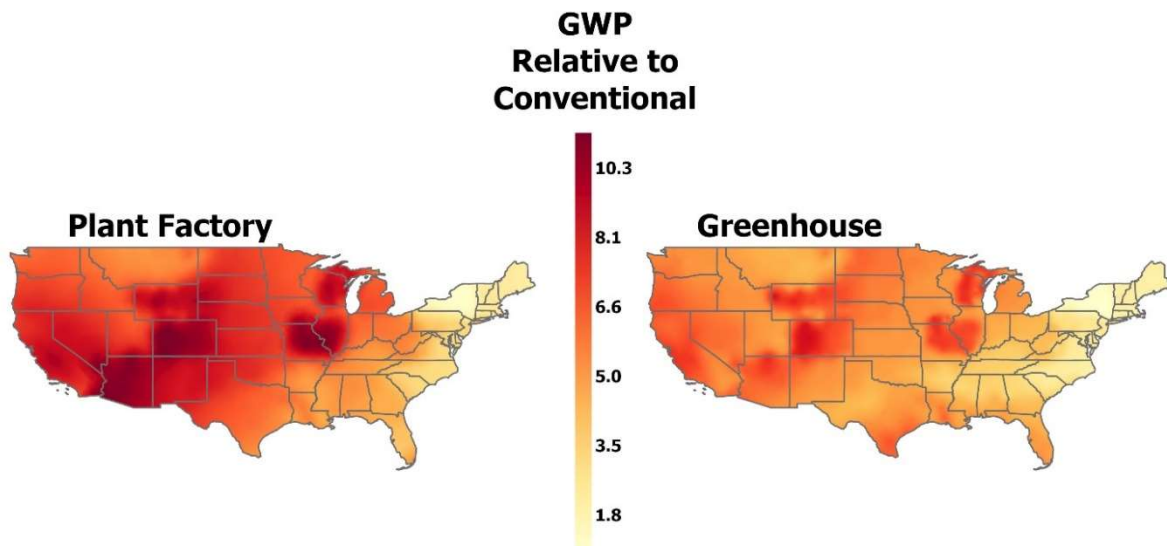 GWP
Relative to
Conventional
10.3
8.1
6.6
5.0
3.5
1.8
Plant Factory
Greenhouse